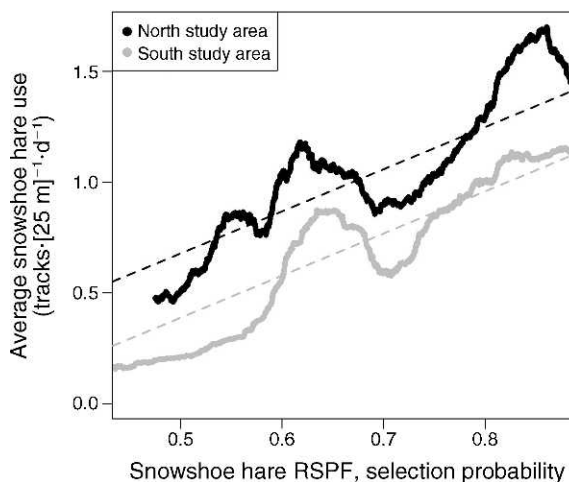 North study area
South study area
1.5
1.0
0.5
0.0
Average snowshoe hare use
(tracks·[25 m]⁻¹·d⁻¹)
0.5 0.6 0.7 0.8
Snowshoe hare RSPF, selection probability